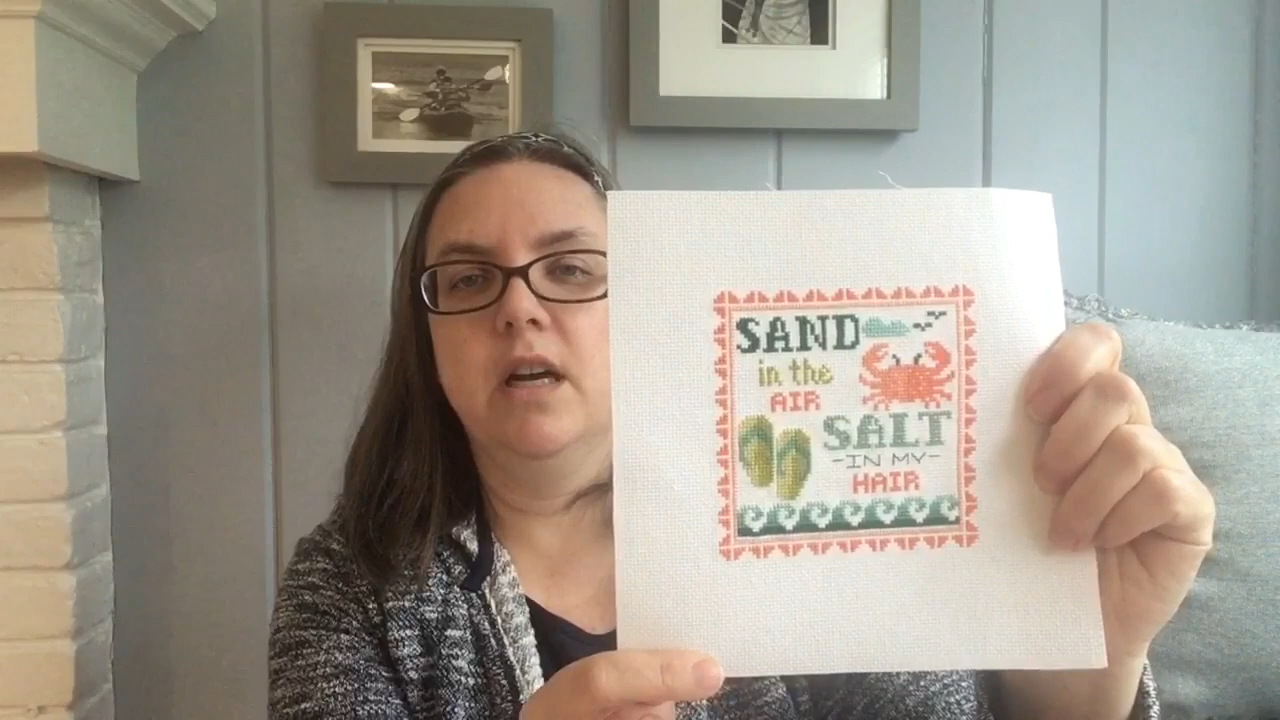 SAND
in the
AIR
SALT
-IN MY-
HAIR